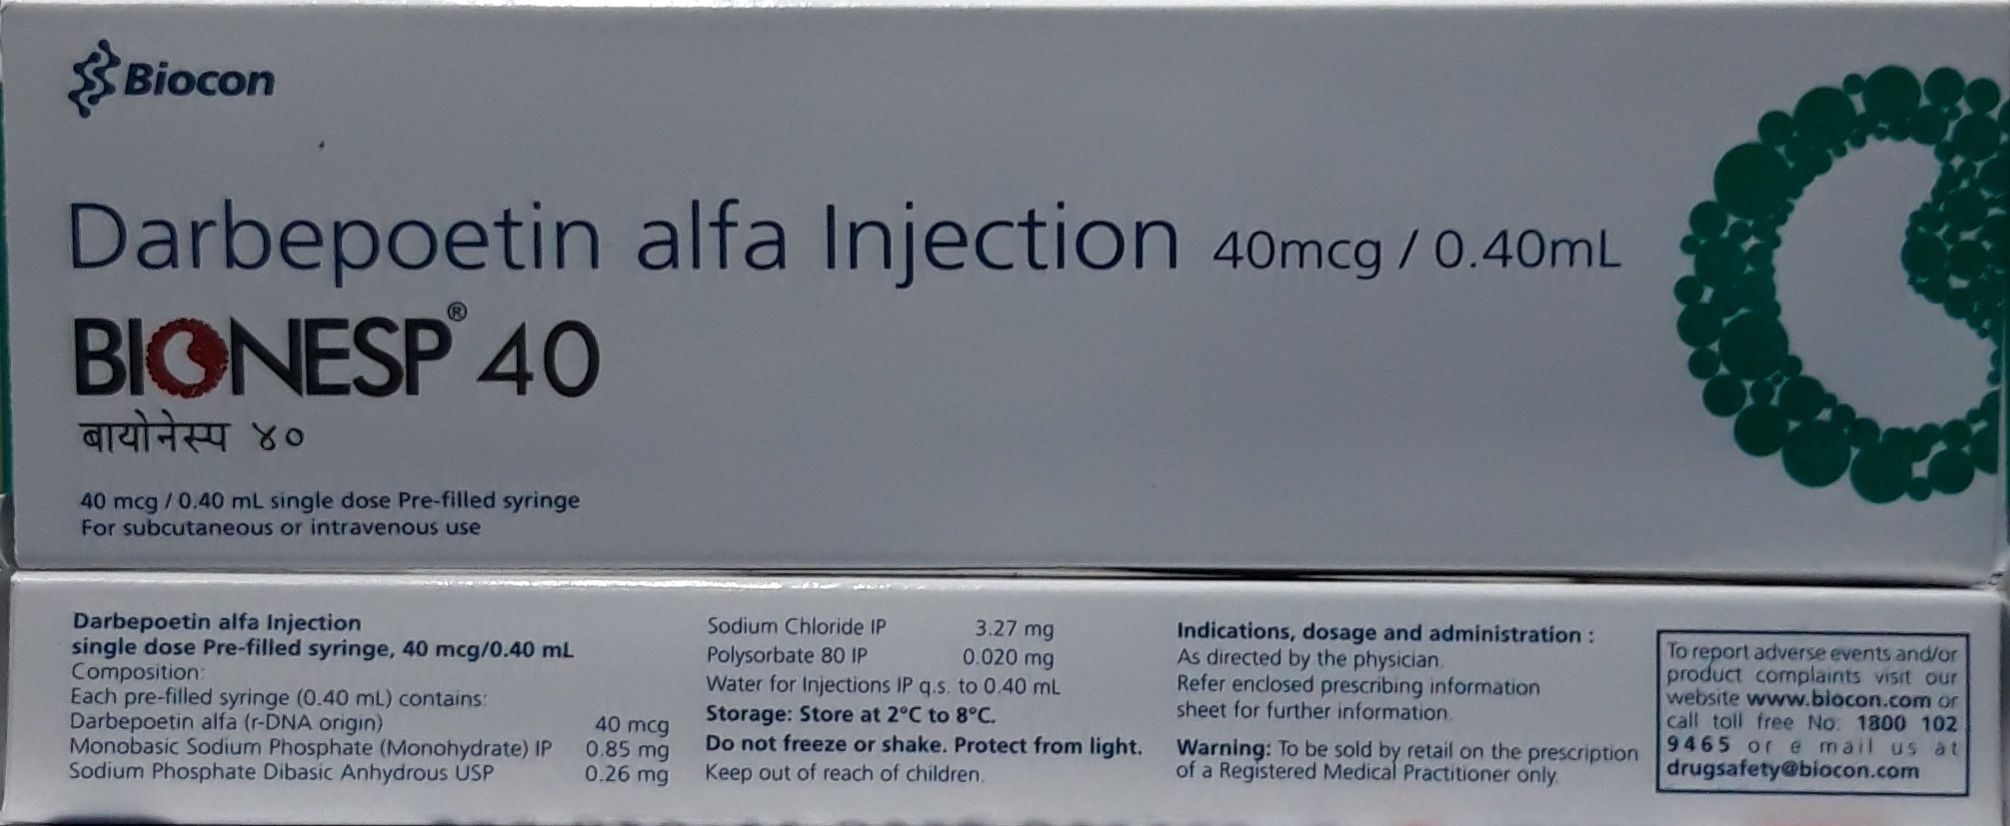 Biocon
Darbepoetin alfa Injection 40mcg / 0.40mL
BIONESP® 40
बायोनेस्प ४०
40 mcg / 0.40 mL single dose Pre-filled syringe
For subcutaneous or intravenous use
Darbepoetin alfa Injection
single dose Pre-filled syringe, 40 mcg/0.40 mL
Composition:
Each pre-filled syringe (0.40 mL) contains:
Darbepoetin alfa (r-DNA origin) 40 mcg
Monobasic Sodium Phosphate (Monohydrate) IP 0.85 mg
Sodium Phosphate Dibasic Anhydrous USP 0.26 mg
Sodium Chloride IP 3.27 mg
Polysorbate 80 IP 0.020 mg
Water for Injections IP q.s. to 0.40 mL
Storage: Store at 2°C to 8°C.
Do not freeze or shake. Protect from light.
Keep out of reach of children.
Indications, dosage and administration :
As directed by the physician.
Refer enclosed prescribing information
sheet for further information.
Warning: To be sold by retail on the prescription
of a Registered Medical Practitioner only.
To report adverse events and/or
product complaints visit our
website www.biocon.com or
call toll free No. 1800 102
9465 or e mail us at
drugsafety@biocon.com